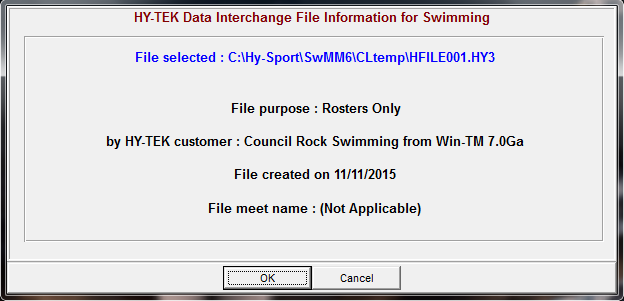 HY-TEK Data Interchange File Information for Swimming
File selected : C:\Hy-Sport\SwMM6\CLtemp\HFILE001.HY3
File purpose : Rosters Only
by HY-TEK customer : Council Rock Swimming from Win-TM 7.0Ga
File created on 11/11/2015
File meet name : (Not Applicable)
OK Cancel